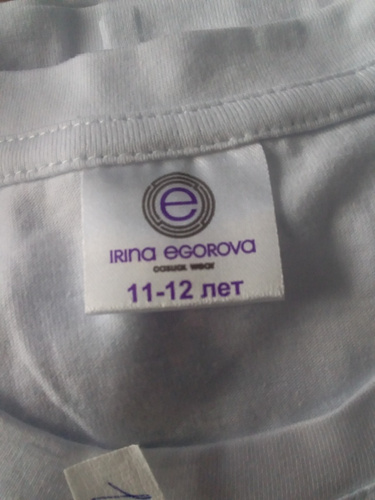 e
IRINA EGOROVA
casual wear
11-12 лет